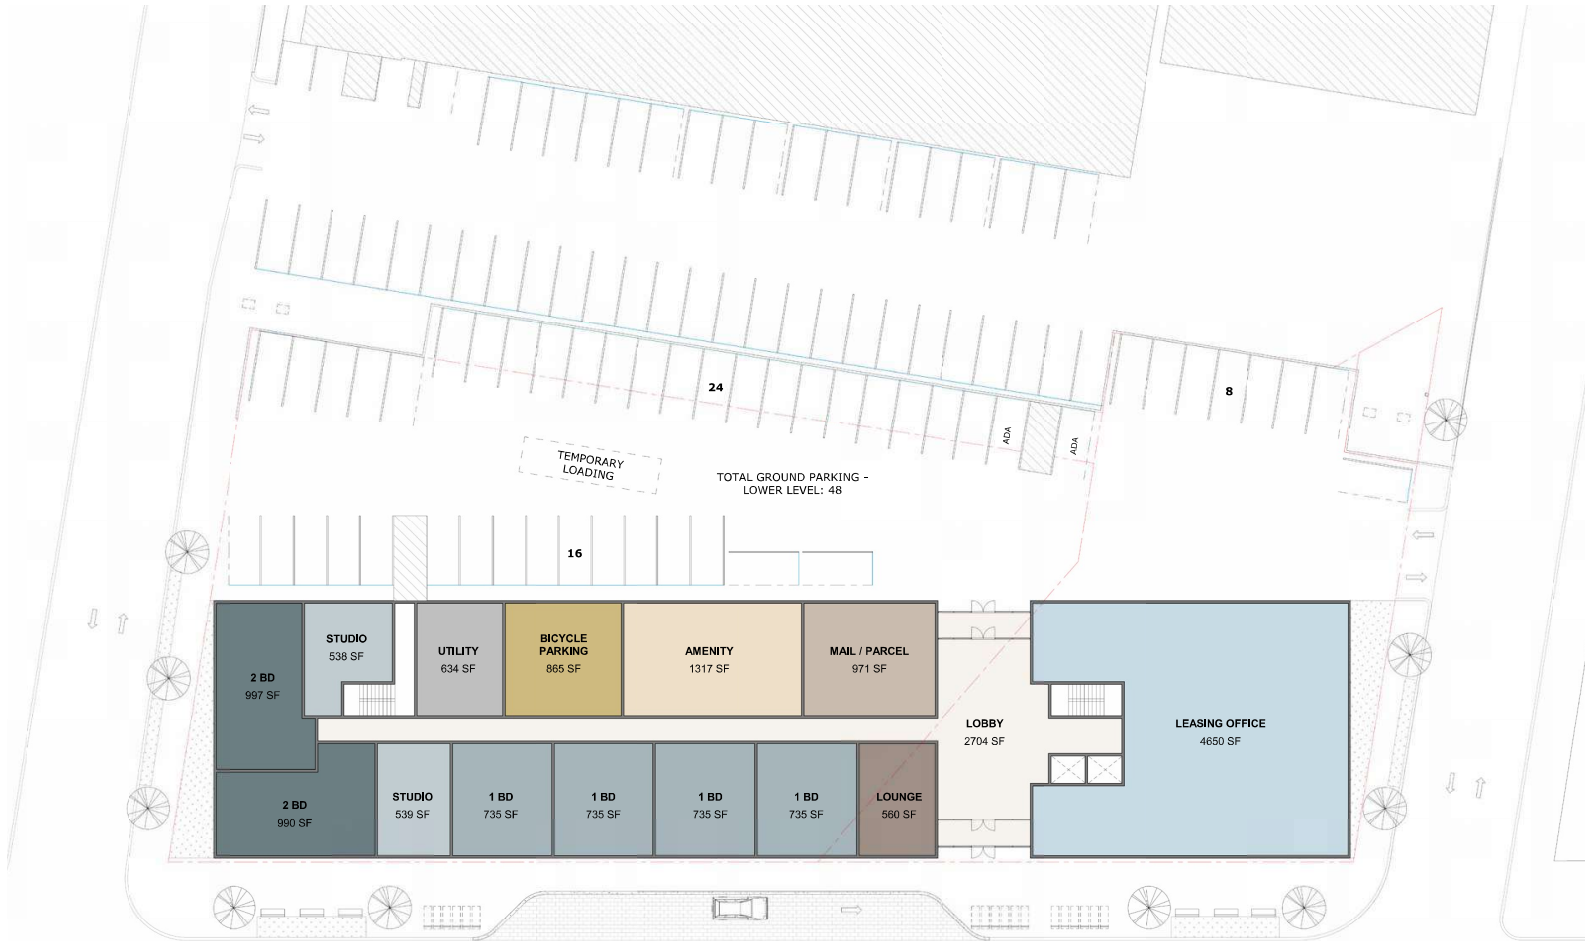 24
8
ADA
ADA
TEMPORARY
LOADING
TOTAL GROUND PARKING -
LOWER LEVEL: 48
16
STUDIO
538 SF
2 BD
997 SF
UTILITY
634 SF
BICYCLE
PARKING
865 SF
AMENITY
1317 SF
MAIL / PARCEL
971 SF
LOBBY
2704 SF
LEASING OFFICE
4650 SF
2 BD
990 SF
STUDIO
539 SF
1 BD
735 SF
1 BD
735 SF
1 BD
735 SF
1 BD
735 SF
LOUNGE
560 SF